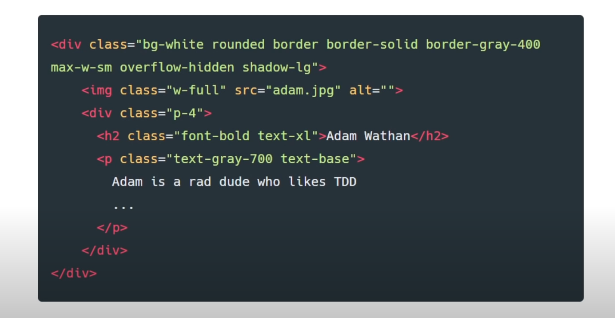 <div class="bg-white rounded border border-solid border-gray-400
max-w-sm overflow-hidden shadow-lg">
<img class="w-full" src="adam.jpg" alt="">
<div class="p-4">
<h2 class="font-bold text-xl">Adam Wathan</h2>
<p class="text-gray-700 text-base">
Adam is a rad dude who likes TDD
...
</p>
</div>
</div>